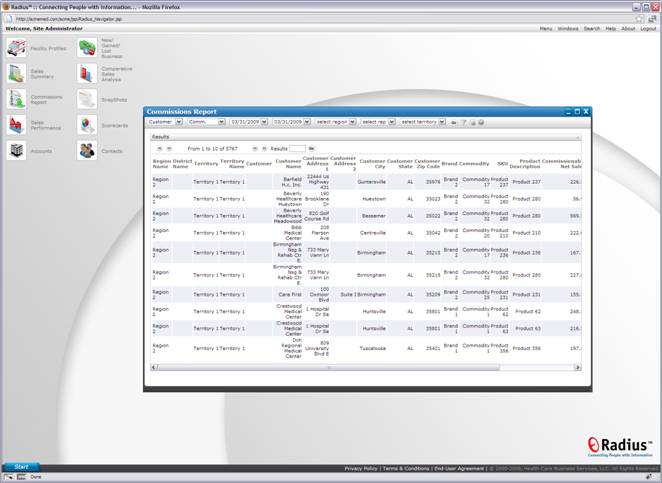 Radius™ :: Connecting People with Information... - Mozilla Firefox
http://acmemed.com/acme/jsp/Radius_Navigator.jsp
Welcome, Site Administrator
Menu Windows Search Help About Logout
Facility Profiles
New/
Gained/
Lost
Business
Sales
Summary
Comparative
Sales
Analysis
Commissions
Report
SnapShots
Sales
Performance
Scorecards
Accounts
Contacts
Commissions Report
Customer Comm. 03/31/2009 03/31/2009 select region select rep select territory
Results
From 1 to 10 of 5767 Results
Region Name District Name Territory Territory Name Customer Customer Name Customer Address 1 Customer Address 2 Customer City Customer State Customer Zip Code Brand Commodity SKU Product Description Commissionable Net Sal
Region 2 Territory 1 Territory 1 Barfield H.v. Inc. 22444 Us Highway 431 Guntersville AL 35976 Brand 2 Commodity 17 Product 237 Product 237 226.
Region 2 Territory 1 Territory 1 Beverly Healthcare Hueytown 190 Brooklane Dr Hueytown AL 35023 Brand 2 Commodity 32 Product 280 Product 280 56.
Region 2 Territory 1 Territory 1 Beverly Healthcare Meadowood 820 Golf Course Rd Bessemer AL 35022 Brand 2 Commodity 32 Product 280 Product 280 569.
Region 2 Territory 1 Territory 1 Bibb Medical Center 208 Pierson Ave Centreville AL 35042 Brand 2 Commodity 20 Product 210 Product 210 222.
Region 2 Territory 1 Territory 1 Birmingham Nsg & Rehab Ctr E. 733 Mary Vann Ln Birmingham AL 35215 Brand 2 Commodity 17 Product 236 Product 236 167.
Region 2 Territory 1 Territory 1 Birmingham Nsg & Rehab Ctr E. 733 Mary Vann Ln Birmingham AL 35215 Brand 2 Commodity 32 Product 280 Product 280 227.
Region 2 Territory 1 Territory 1 Care First 100 Oxmoor Blvd Suite 1 Birmingham AL 35209 Brand 2 Commodity 25 Product 231 Product 231 155.
Region 2 Territory 1 Territory 1 Crestwood Medical Center 1 Hospital Dr Se Huntsville AL 35801 Brand 1 Commodity 1 Product 62 Product 62 248.
Region 2 Territory 1 Territory 1 Crestwood Medical Center 1 Hospital Dr Se Huntsville AL 35801 Brand 1 Commodity 1 Product 63 Product 63 216.
Region 2 Territory 1 Territory 1 Dch Regional Medical Center 809 University Blvd E Tuscaloosa AL 35401 Brand 1 Commodity 1 Product 356 Product 356 197.
Radius™
Connecting People with Information
Start
Privacy Policy | Terms & Conditions | End-User Agreement | © 2000-2008, Health Care Business Services, LLC. All Rights Reserved.
Done